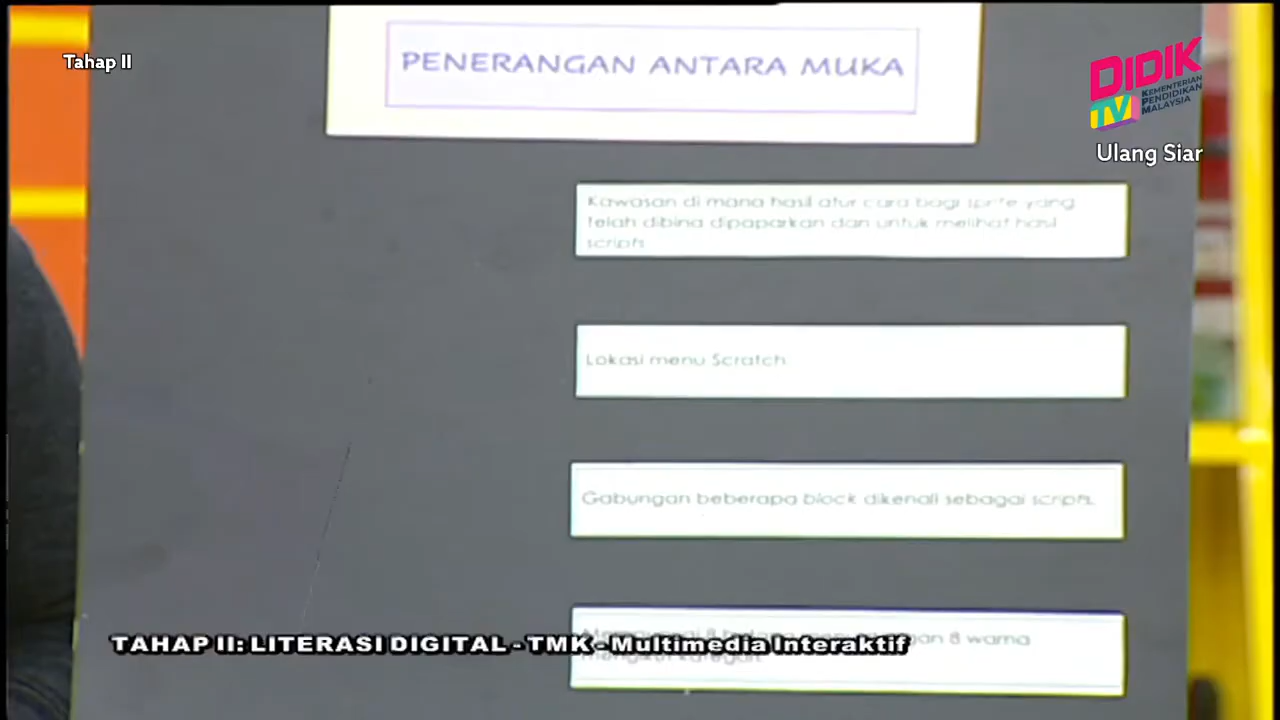 Tahap II
PENERANGAN ANTARA MUKA
DIDIK
TV
KEMENTERIAN
PENDIDIKAN
MALAYSIA
Ulang Siar
Kawasan di mana hasil atur cara bagi sprite yang
telah dibina dipaparkan dan untuk melihat hasil
scripts
Lokasi menu Scratch
Gabungan beberapa block dikenali sebagai scripts.
8 warna
TAHAP II: LITERASI DIGITAL - TMK - Multimedia Interaktif